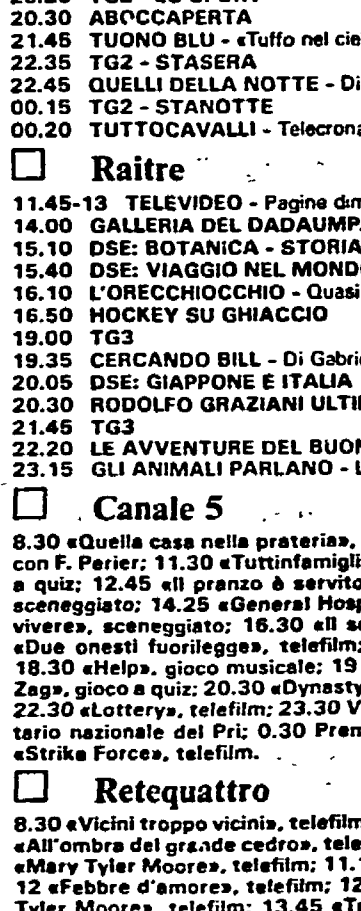 20.30 ABOCCAPERTA
21.45 TUONO BLU - «Tuffo nel cie
22.35 TG2 - STASERA
22.45 QUELLI DELLA NOTTE - Di
00.15 TG2 - STANOTTE
00.20 TUTTOCAVALLI - Telecrona
Raitre
11.45-13 TELEVIDEO - Pagine dim
14.00 GALLERIA DEL DADAUMPA
15.10 DSE: BOTANICA - STORIA
15.40 DSE: VIAGGIO NEL MONDO
16.10 L'ORECCHIOCCHIO - Quasi
16.50 HOCKEY SU GHIACCIO
19.00 TG3
19.35 CERCANDO BILL - Di Gabrie
20.05 DSE: GIAPPONE E ITALIA
20.30 RODOLFO GRAZIANI ULTIM
21.45 TG3
22.20 LE AVVENTURE DEL BUON
23.15 GLI ANIMALI PARLANO - L
Canale 5
8.30 «Quella casa nella prateria»,
con F. Perier; 11.30 «Tuttinfamigli
a quiz; 12.45 «Il pranzo è servito
sceneggiato; 14.25 «General Hosp
vivere», sceneggiato; 16.30 «Il se
«Due onesti fuorilegge», telefilm;
18.30 «Help», gioco musicale; 19
Zag», gioco a quiz; 20.30 «Dynasty
22.30 «Lottery», telefilm; 23.30 V
tario nazionale del Pri; 0.30 Prem
«Strike Force», telefilm.
Retequattro
8.30 «Vicini troppo vicini», telefilm
«All'ombra del grande cedro», tele
«Mary Tyler Moore», telefilm; 11.1
12 «Febbre d'amore», telefilm; 12
Tyler Moore», telefilm; 13.45 «Tr